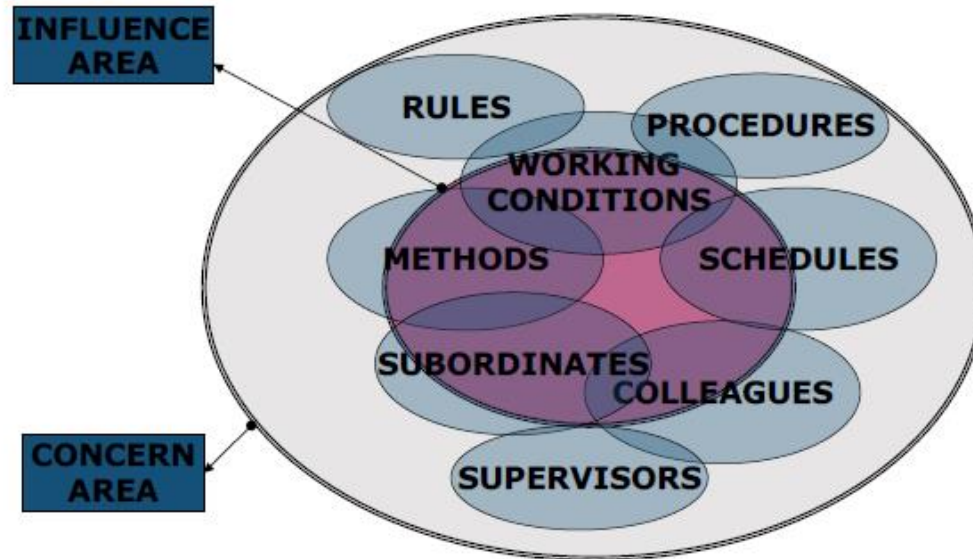 INFLUENCE
AREA
RULES
PROCEDURES
WORKING
CONDITIONS
METHODS
SCHEDULES
SUBORDINATES
COLLEAGUES
CONCERN
AREA
SUPERVISORS